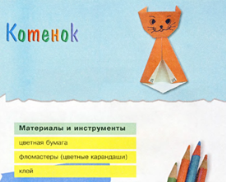 Котенок
Материалы и инструменты
цветная бумага
фломастеры (цветные карандаши)
клей